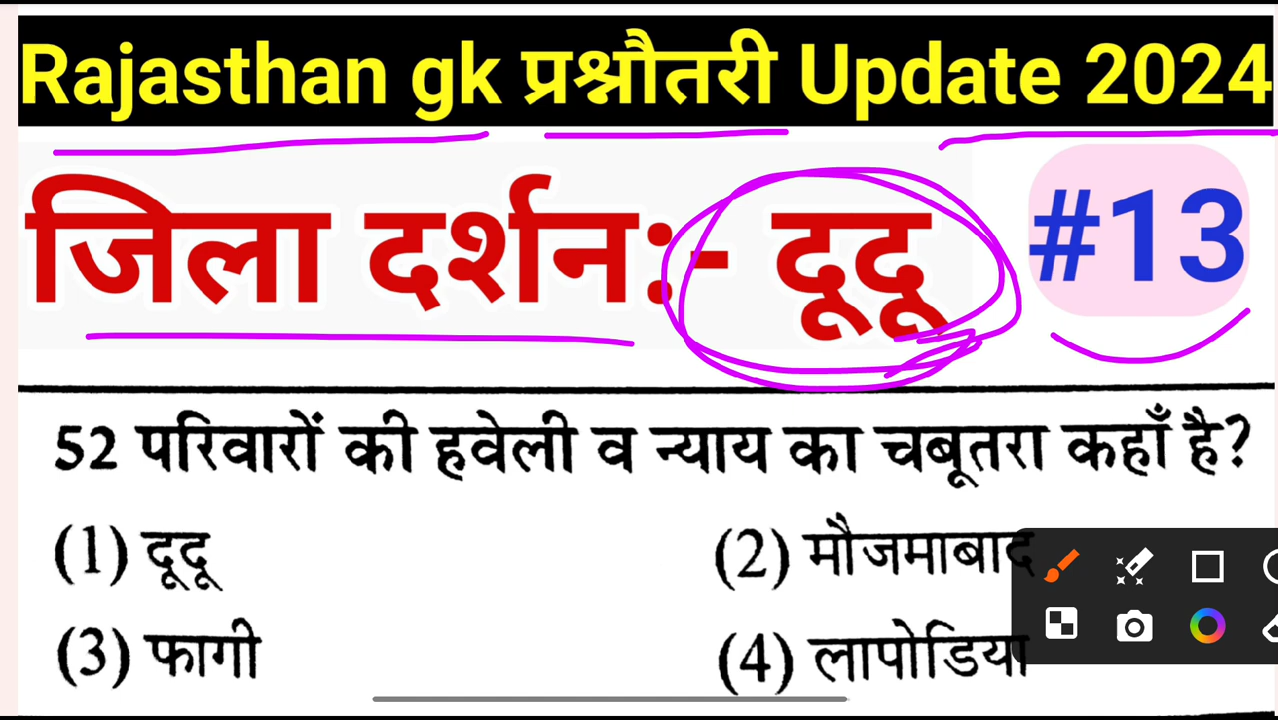 Rajasthan gk प्रश्नौतरी Update 2024
जिला दर्शन:- दूदू #13
52 परिवारों की हवेली व न्याय का चबूतरा कहाँ है?
(1) दूदू (2) मौजमाबाद
(3) फागी (4) लापोडिया